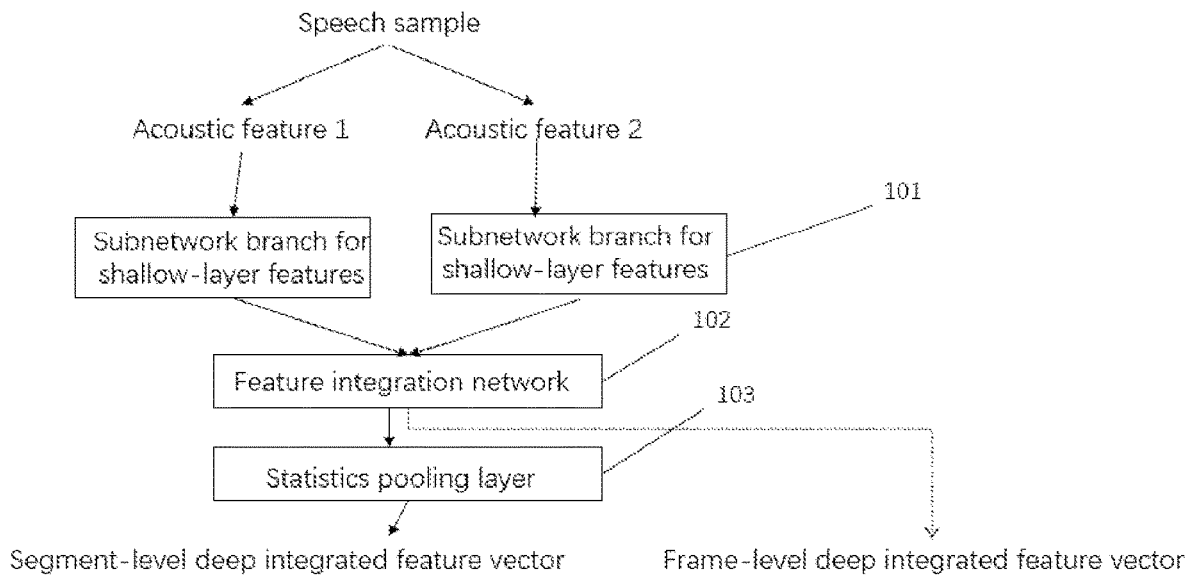 Speech sample
Acoustic feature 1
Acoustic feature 2
101
Subnetwork branch for
shallow-layer features
Subnetwork branch for
shallow-layer features
102
Feature integration network
103
Statistics pooling layer
Segment-level deep integrated feature vector
Frame-level deep integrated feature vector